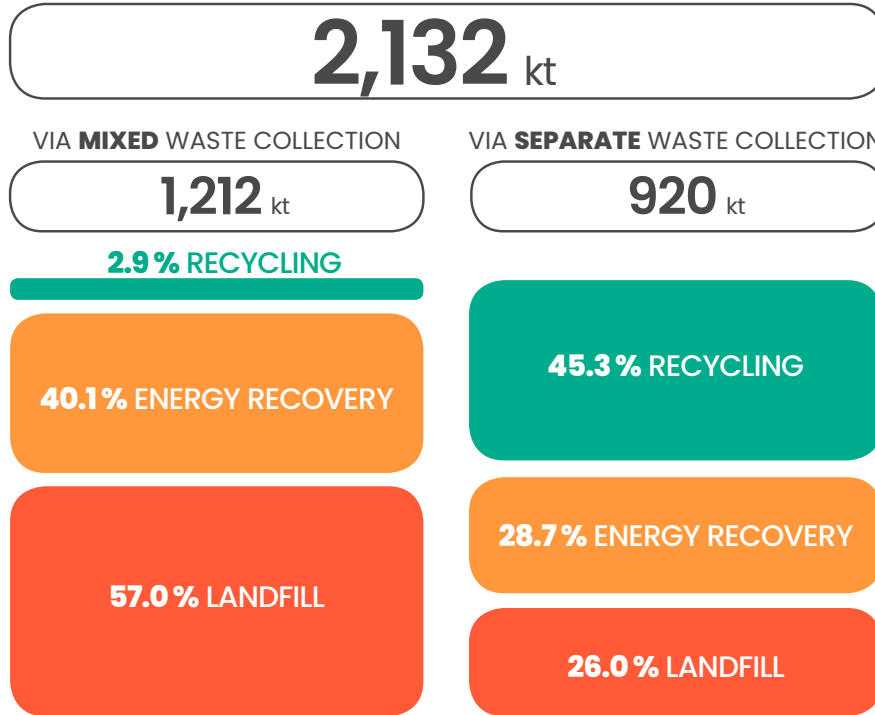 2,132 kt
VIA MIXED WASTE COLLECTION
1,212 kt
2.9% RECYCLING
40.1% ENERGY RECOVERY
57.0% LANDFILL
VIA SEPARATE WASTE COLLECTION
920 kt
45.3% RECYCLING
28.7% ENERGY RECOVERY
26.0% LANDFILL